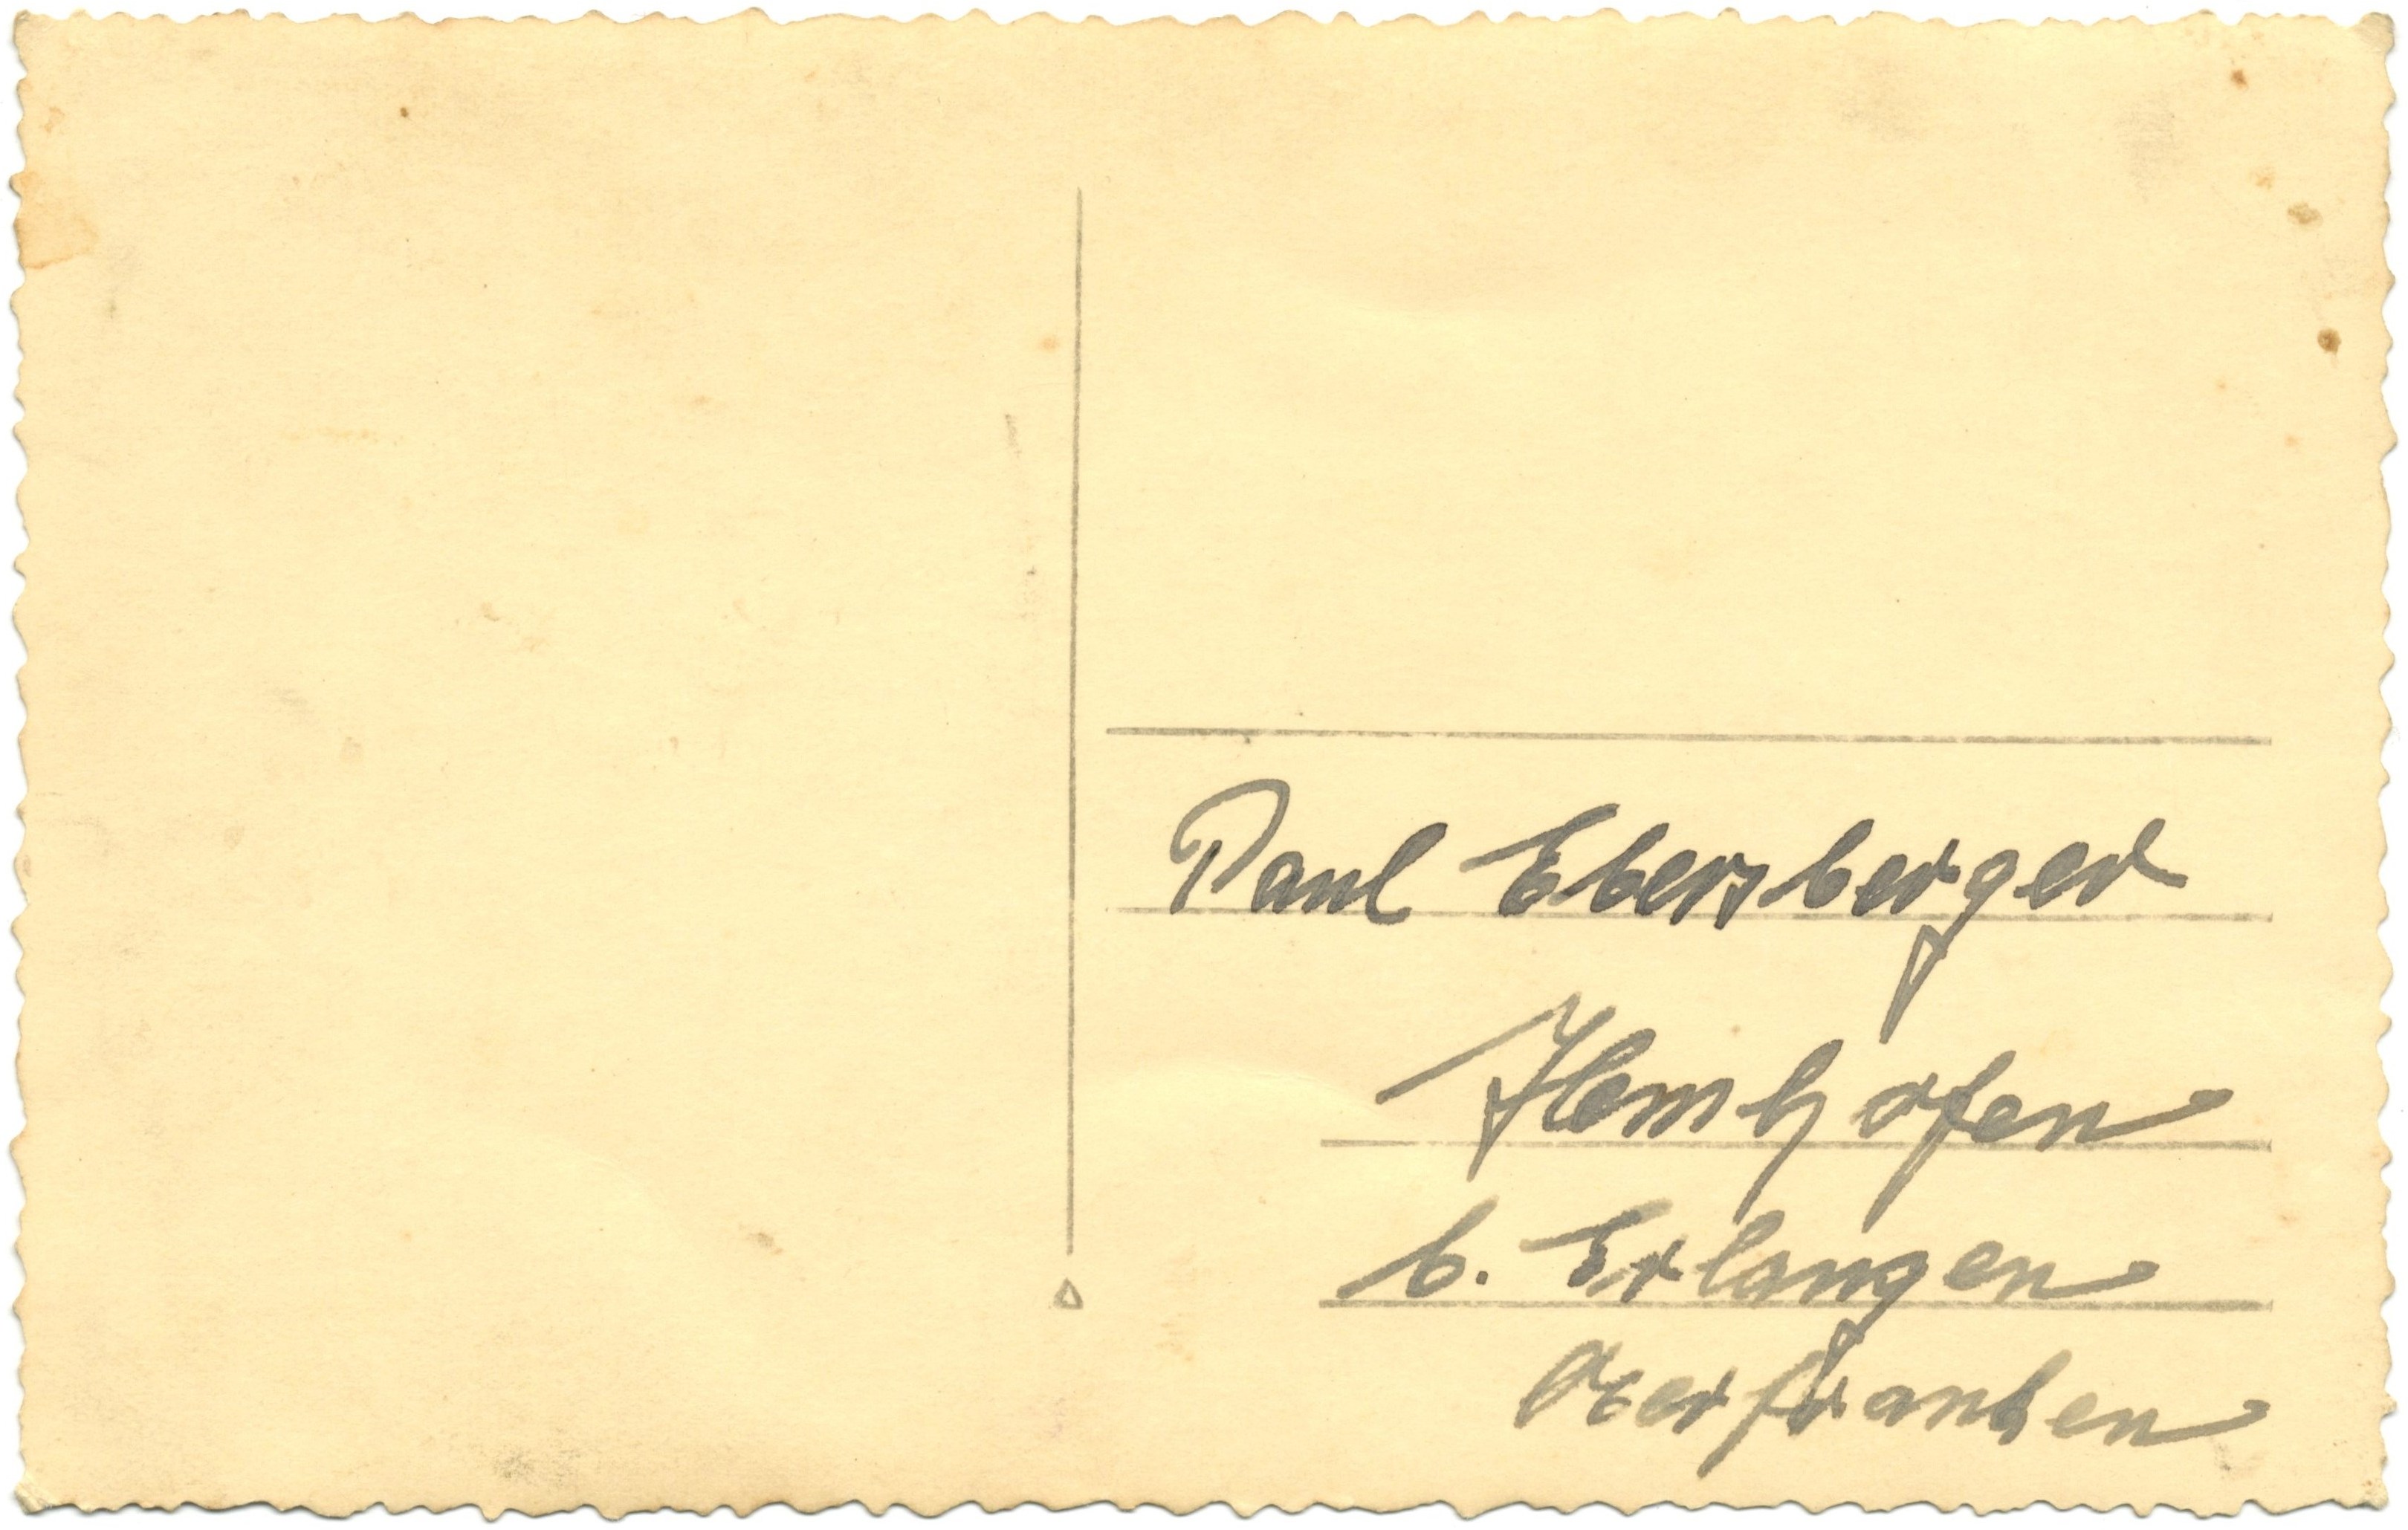 Paul Ebersberger
Hemhofen
b. Erlangen
Oberfranken